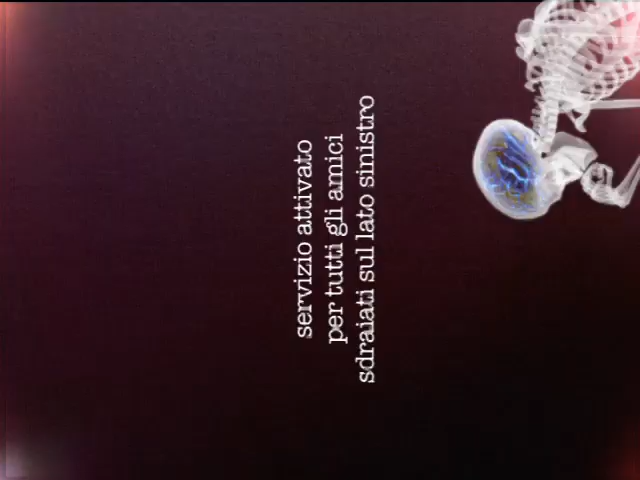 servizio attivato
per tutti gli amici
sdraiati sul lato sinistro